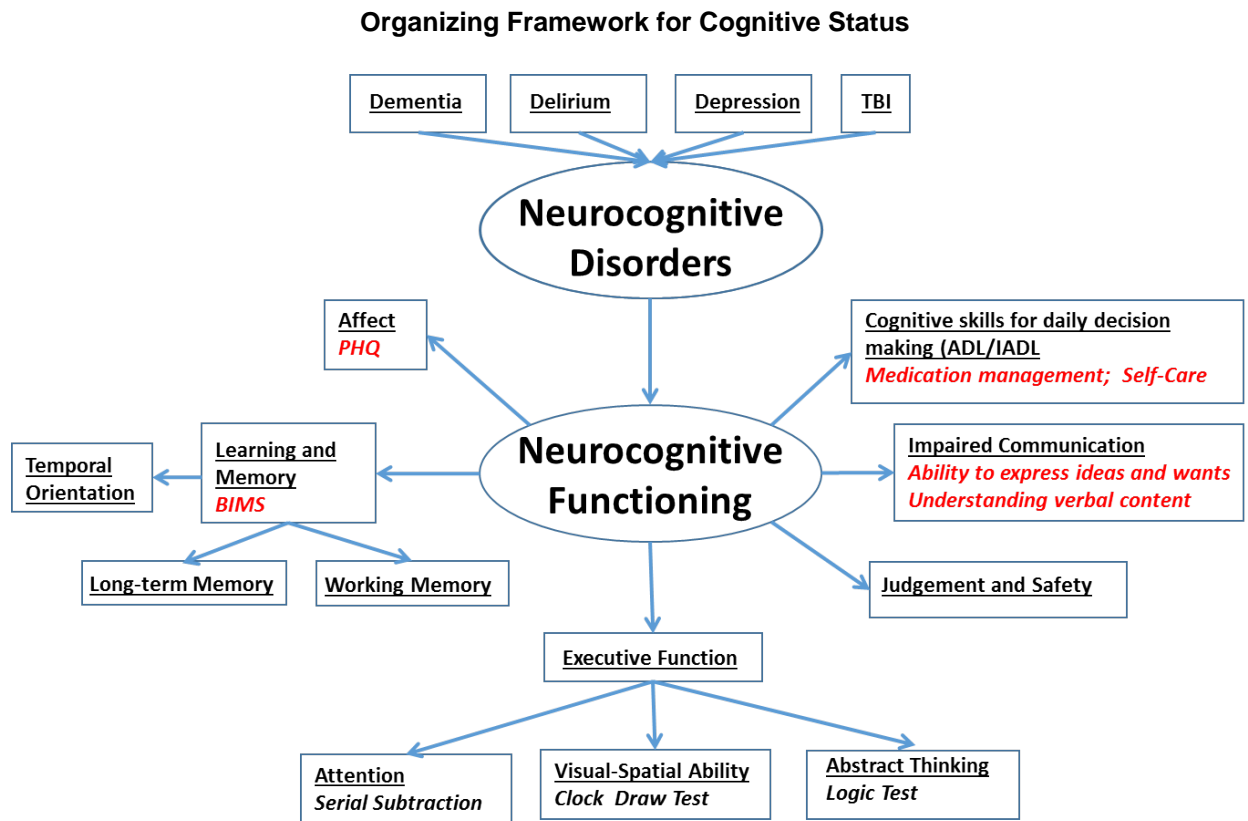 Organizing Framework for Cognitive Status
Dementia
Delirium
Depression
TBI
Neurocognitive
Disorders
Affect
PHQ
Cognitive skills for daily decision
making (ADL/IADL
Medication management; Self-Care
Neurocognitive
Functioning
Learning and
Memory
BIMS
Temporal
Orientation
Impaired Communication
Ability to express ideas and wants
Understanding verbal content
Long-term Memory
Working Memory
Judgement and Safety
Executive Function
Attention
Serial Subtraction
Visual-Spatial Ability
Clock Draw Test
Abstract Thinking
Logic Test